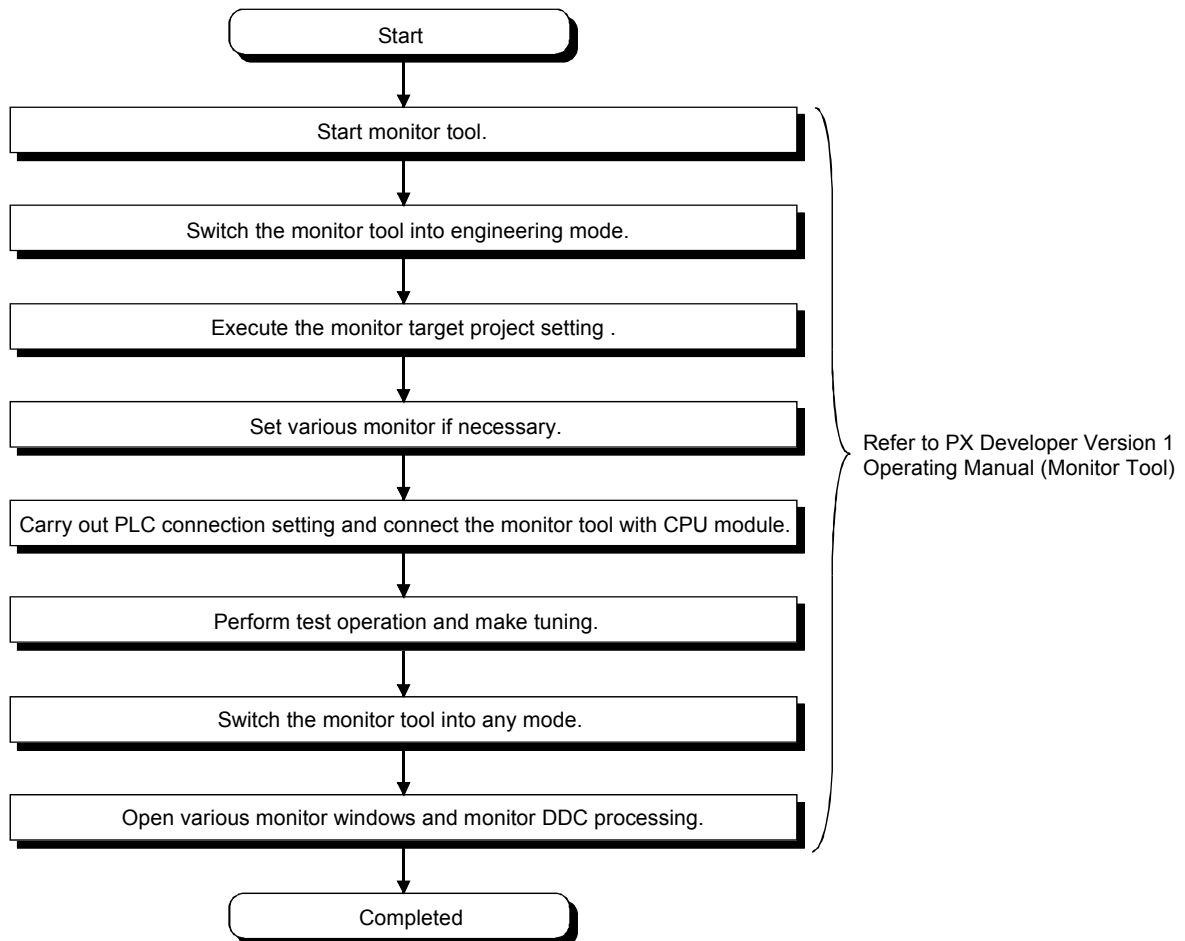 Start
Start monitor tool.
Switch the monitor tool into engineering mode.
Execute the monitor target project setting .
Set various monitor if necessary.
Refer to PX Developer Version 1
Operating Manual (Monitor Tool)
Carry out PLC connection setting and connect the monitor tool with CPU module.
Perform test operation and make tuning.
Switch the monitor tool into any mode.
Open various monitor windows and monitor DDC processing.
Completed